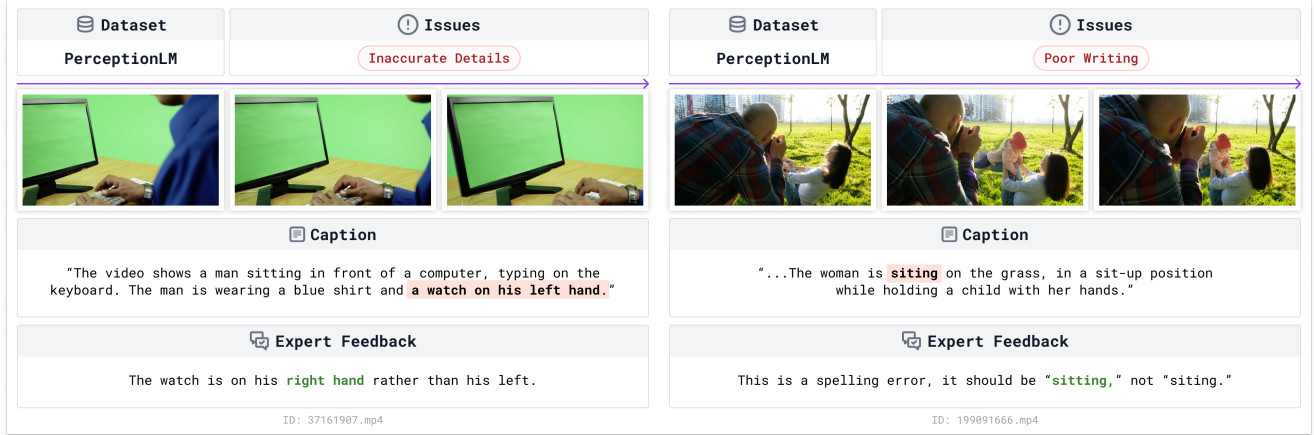 Dataset
Issues
PerceptionLM
Inaccurate Details
Caption
“The video shows a man sitting in front of a computer, typing on the
keyboard. The man is wearing a blue shirt and a watch on his left hand.”
Expert Feedback
The watch is on his right hand rather than his left.
ID: 37161907.mp4
Dataset
Issues
PerceptionLM
Poor Writing
Caption
“...The woman is siting on the grass, in a sit-up position
while holding a child with her hands.”
Expert Feedback
This is a spelling error, it should be “sitting,” not “siting.”
ID: 199091666.mp4